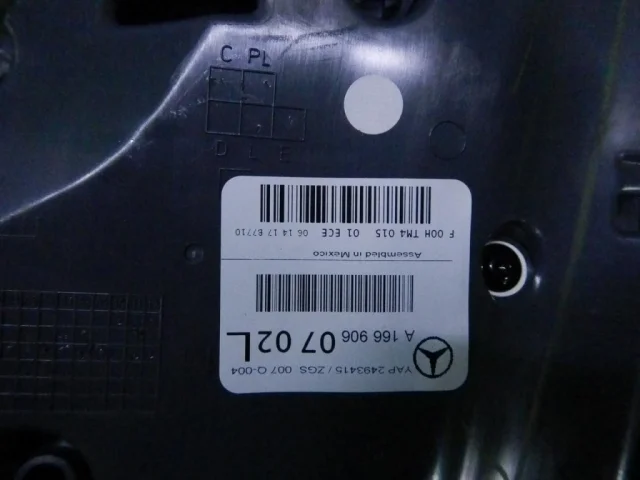 C PL
D L E
YAP 2493415 / ZGS 007 Q-004
A 166 906 07 02 L
Assembled in Mexico
F 00H TM4 015 01 ECE 06 14 17 87710